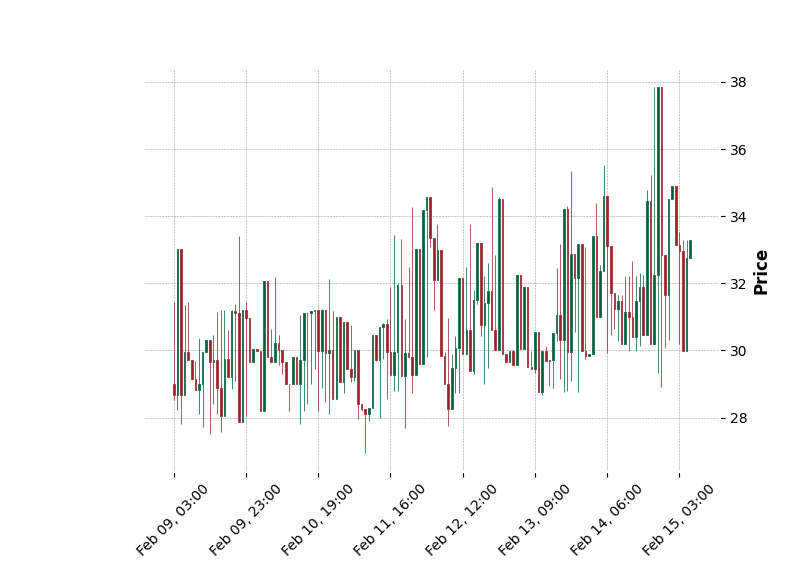 38
36
34
32
30
28
Price
Feb 09, 03:00
Feb 09, 23:00
Feb 10, 19:00
Feb 11, 16:00
Feb 12, 12:00
Feb 13, 09:00
Feb 14, 06:00
Feb 15, 03:00